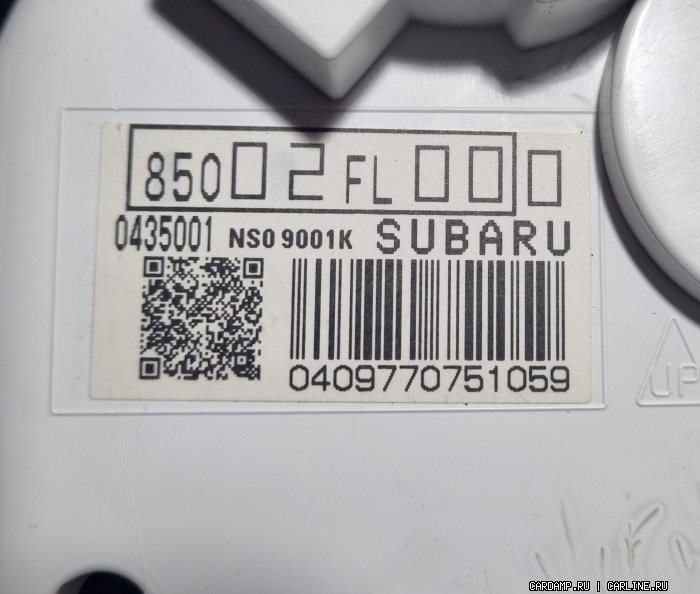 85002FL000
0435001 NS0 9001K SUBARU
0409770751059
UP
CARDAMP.RU | CARLINE.RU